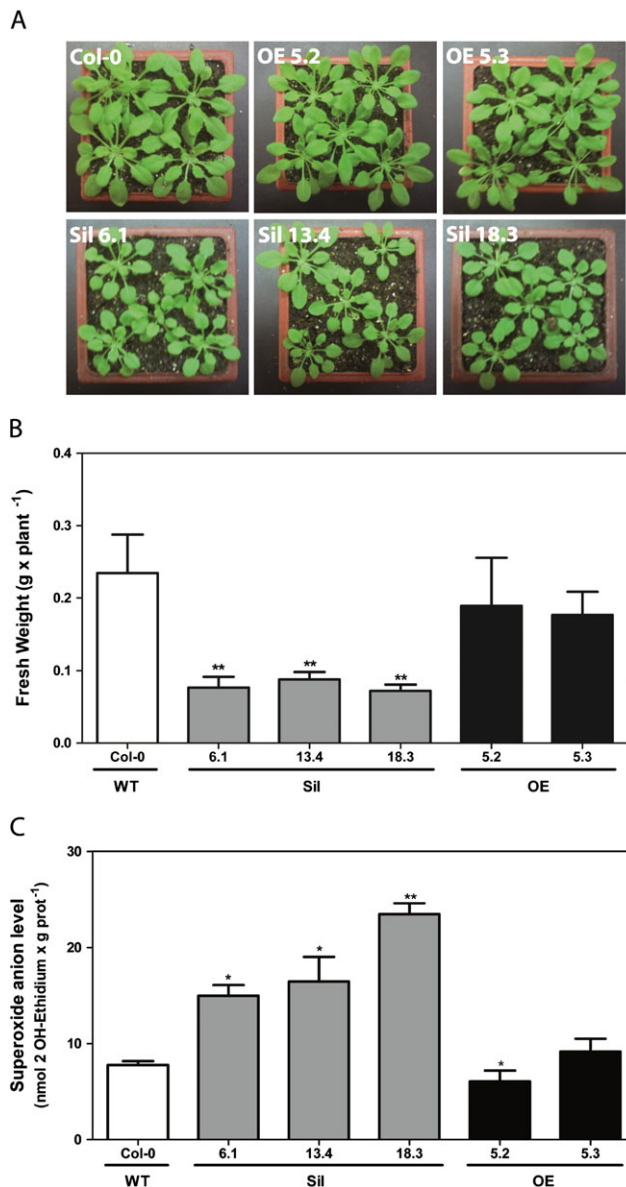 A
Col-0 OE 5.2 OE 5.3
Sil 6.1 Sil 13.4 Sil 18.3
B
Fresh Weight (g x plant ⁻¹)
0.4
0.3
0.2
0.1
0.0
** ** **
Col-0 6.1 13.4 18.3 5.2 5.3
WT Sil OE
C
Superoxide anion level
(nmol 2 OH-Ethidium x g prot⁻¹)
30
20
10
0
* * ** *
Col-0 6.1 13.4 18.3 5.2 5.3
WT Sil OE